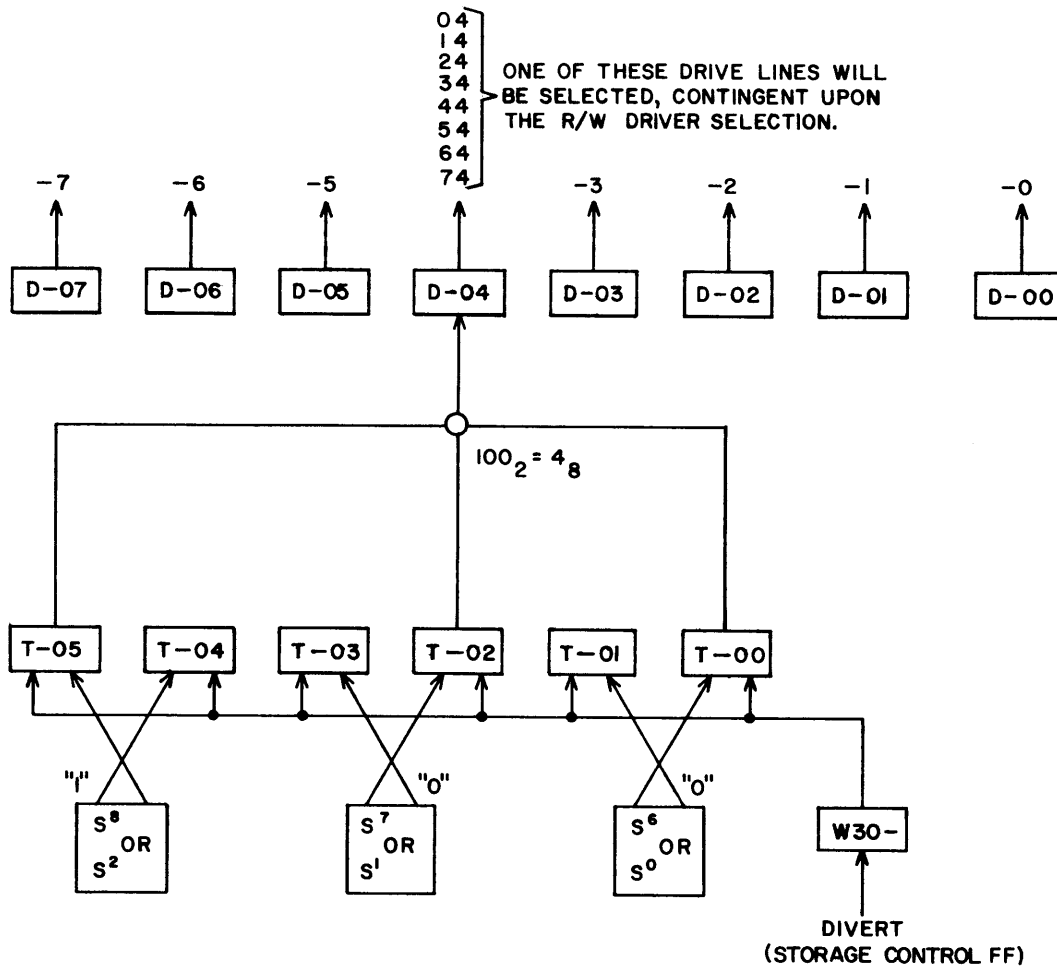 04
14
24
34
44
54
64
74
ONE OF THESE DRIVE LINES WILL
BE SELECTED, CONTINGENT UPON
THE R/W DRIVER SELECTION.
-7 -6 -5 -3 -2 -1 -0
D-07 D-06 D-05 D-04 D-03 D-02 D-01 D-00
100₂ = 4₈
T-05 T-04 T-03 T-02 T-01 T-00
"1" "0" "0"
S⁸ OR S²
S⁷ OR S¹
S⁶ OR S⁰
W30-
DIVERT
(STORAGE CONTROL FF)